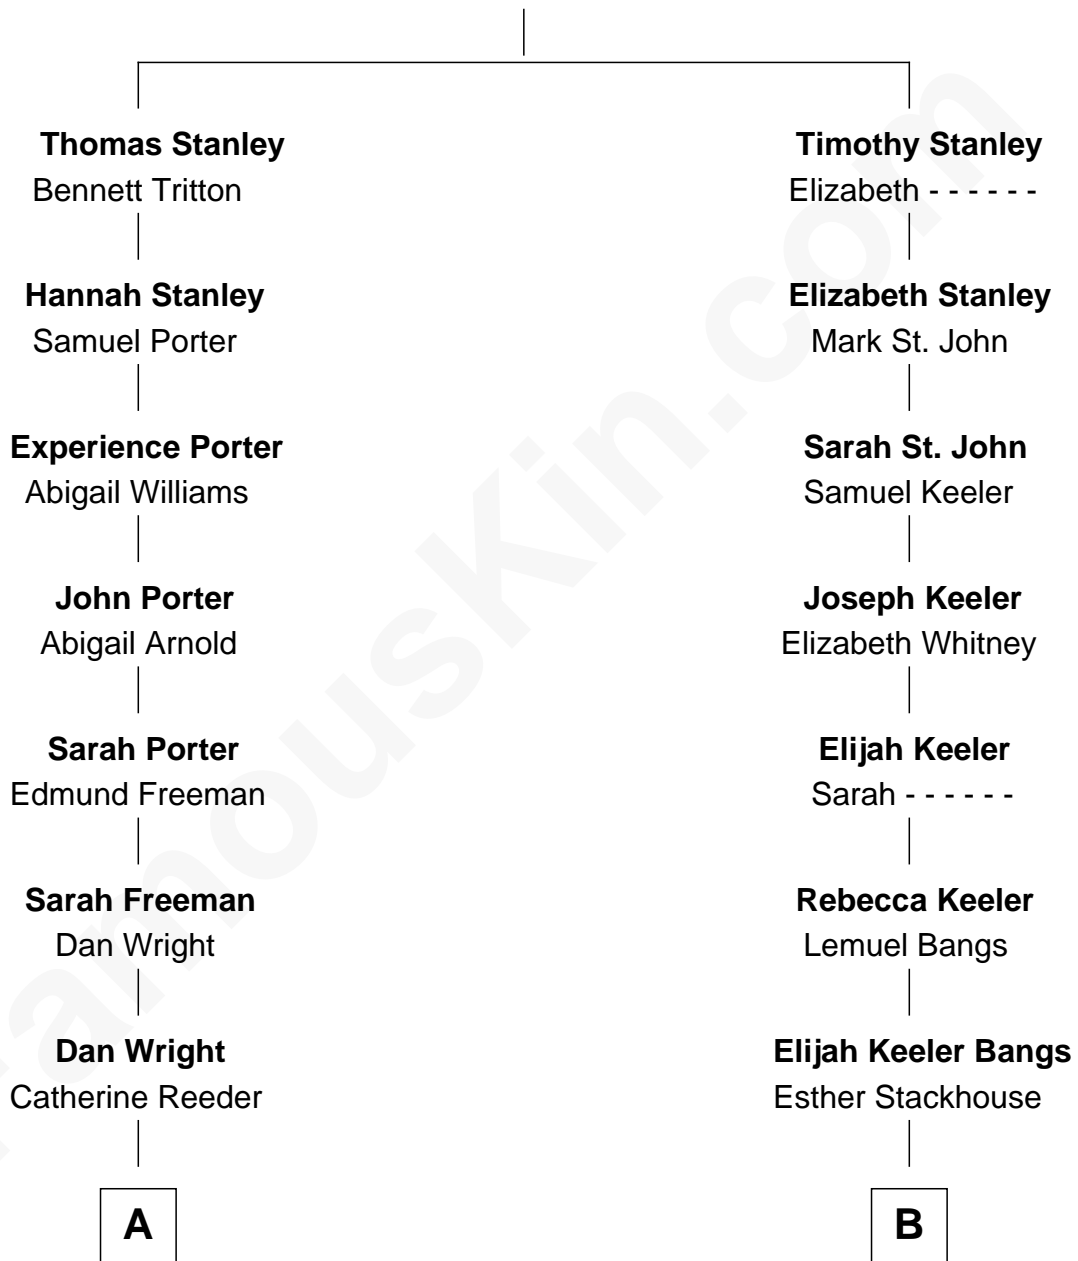 Thomas Stanley
Bennett Tritton
Hannah Stanley
Samuel Porter
Experience Porter
Abigail Williams
John Porter
Abigail Arnold
Sarah Porter
Edmund Freeman
Sarah Freeman
Dan Wright
Dan Wright
Catherine Reeder
A
Timothy Stanley
Elizabeth - - - - - -
Elizabeth Stanley
Mark St. John
Sarah St. John
Samuel Keeler
Joseph Keeler
Elizabeth Whitney
Elijah Keeler
Sarah - - - - - -
Rebecca Keeler
Lemuel Bangs
Elijah Keeler Bangs
Esther Stackhouse
B
FamousKin.com